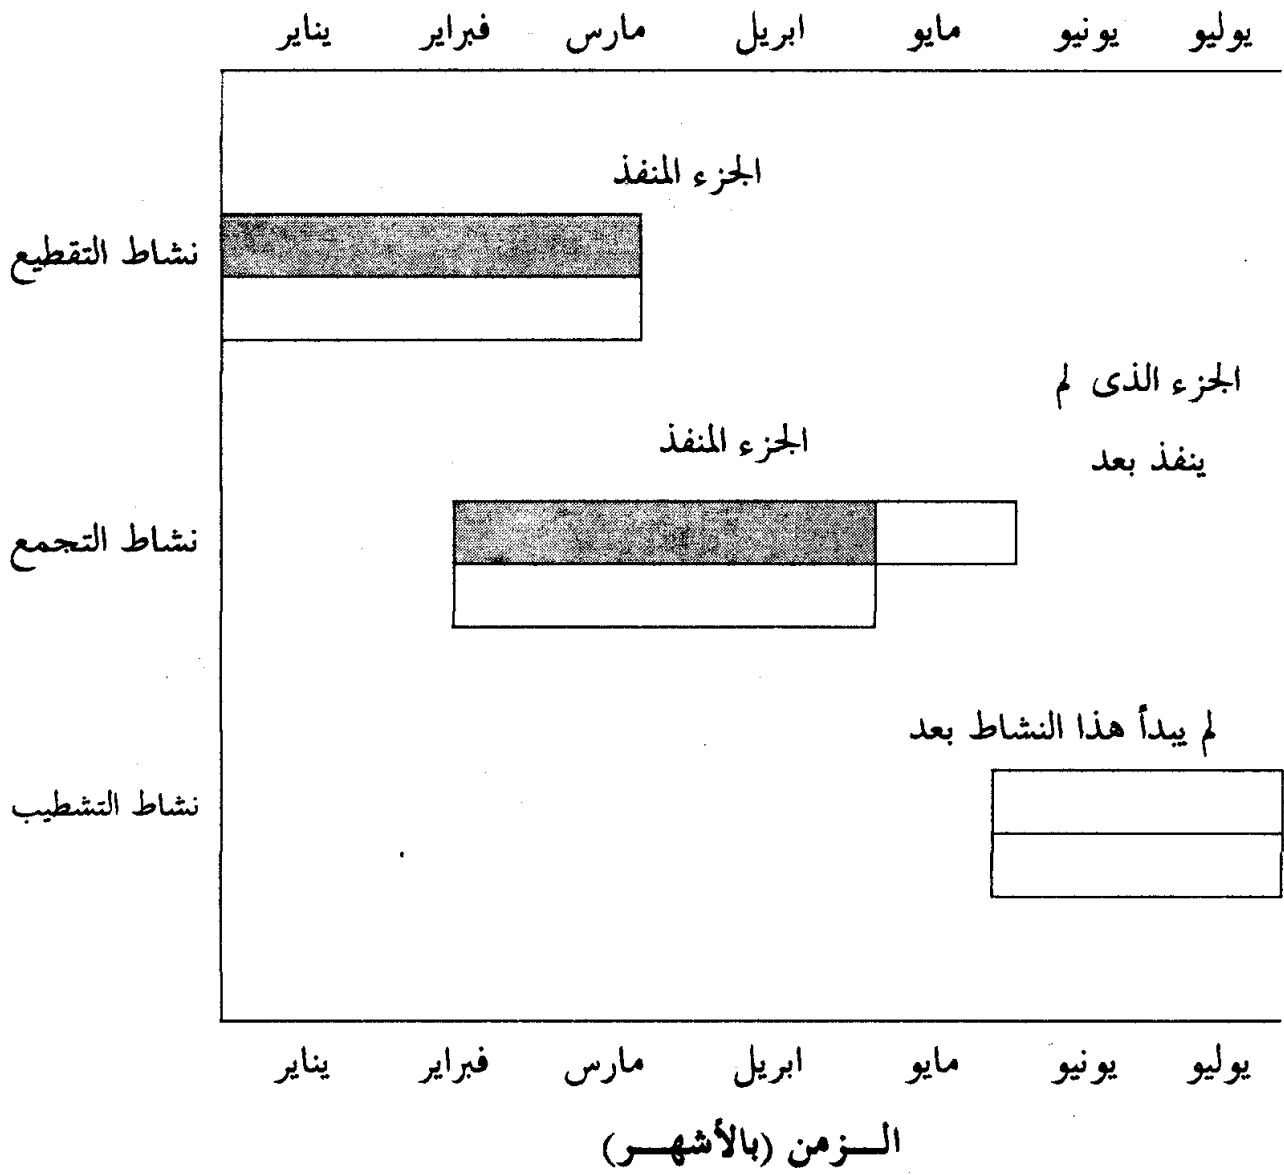 يناير فبراير مارس ابريل مايو يونيو يوليو
الجزء المنفذ
نشاط التقطيع
الجزء الذى لم
ينفذ بعد
الجزء المنفذ
نشاط التجمع
لم يبدأ هذا النشاط بعد
نشاط التشطيب
يناير فبراير مارس ابريل مايو يونيو يوليو
الـــزمن (بالأشهـــر)